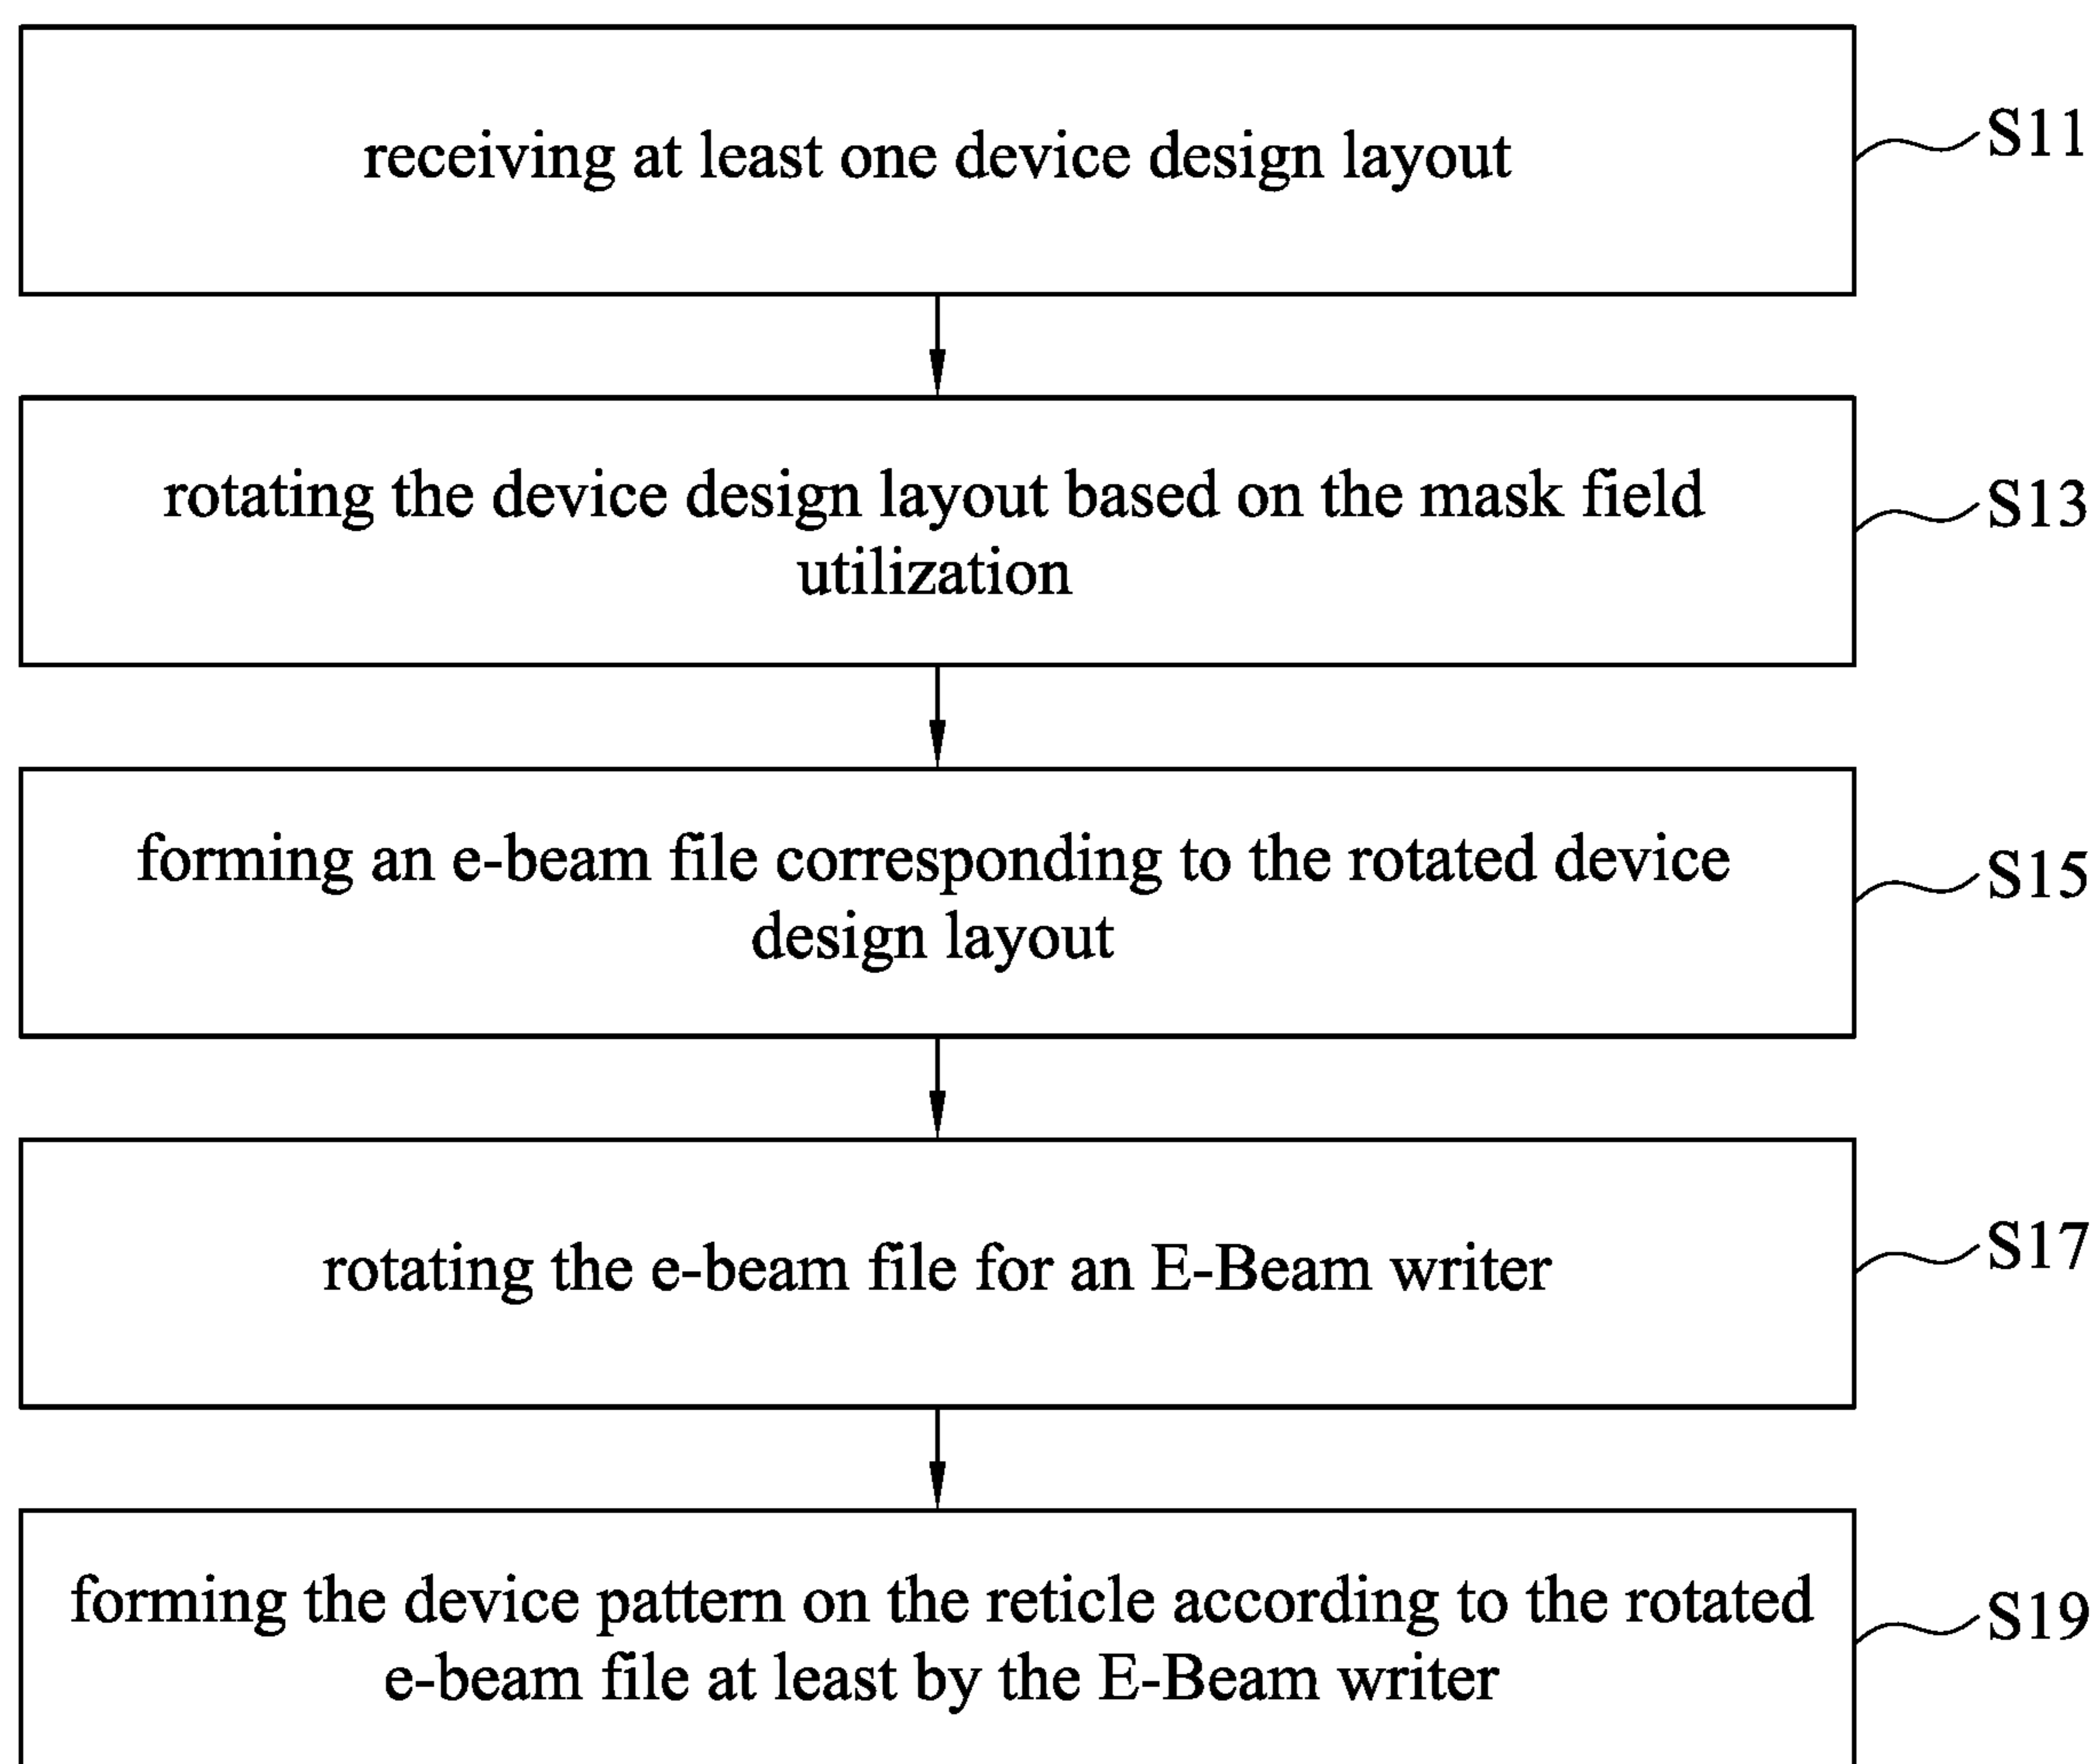 receiving at least one device design layout
S11
rotating the device design layout based on the mask field
utilization
S13
forming an e-beam file corresponding to the rotated device
design layout
S15
rotating the e-beam file for an E-Beam writer
S17
forming the device pattern on the reticle according to the rotated
e-beam file at least by the E-Beam writer
S19